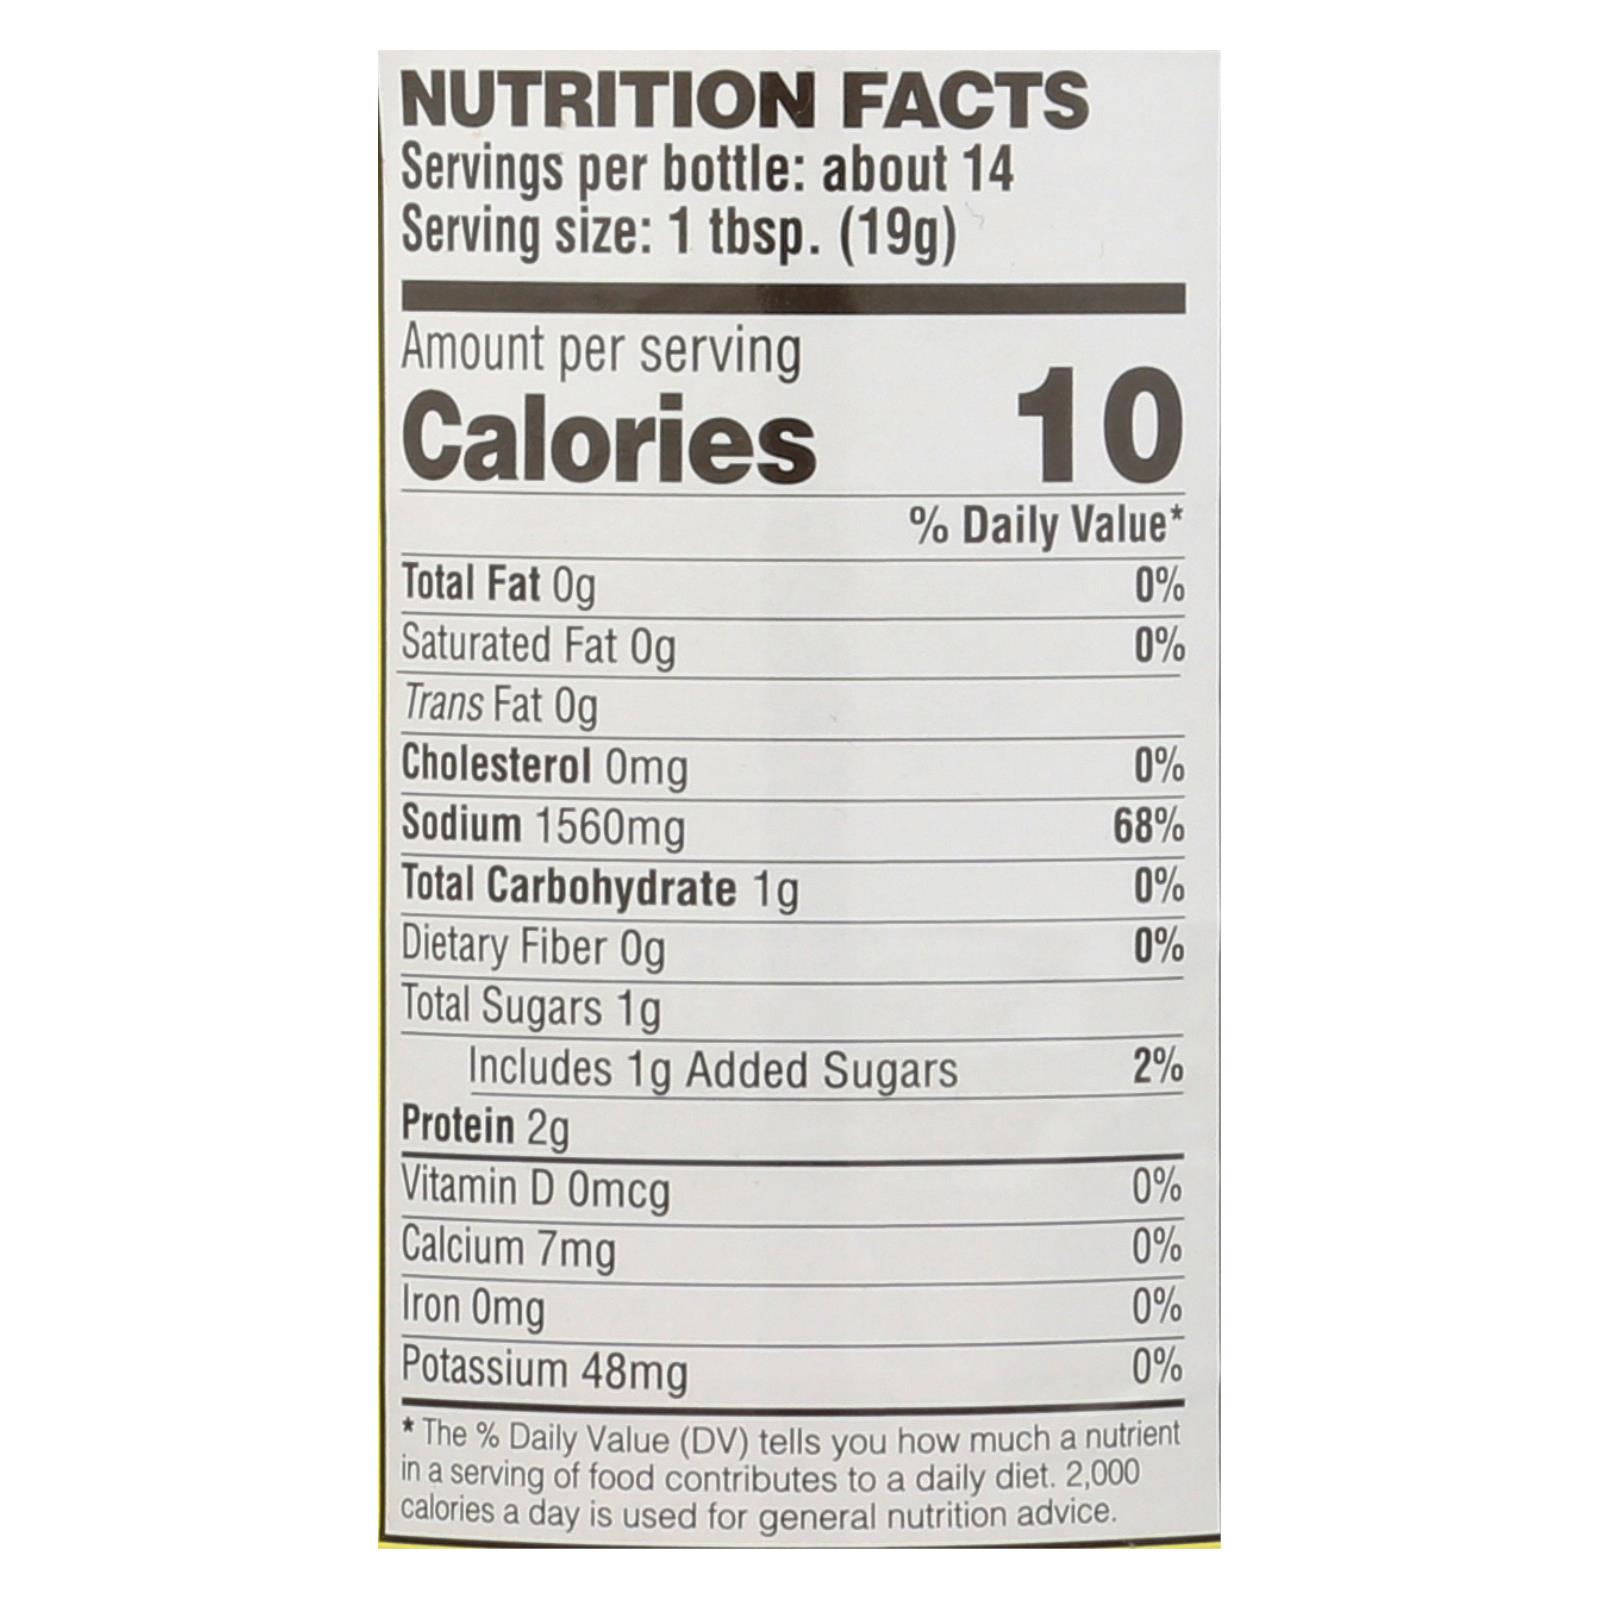 NUTRITION FACTS
Servings per bottle: about 14
Serving size: 1 tbsp. (19g)
Amount per serving
Calories 10
% Daily Value*
Total Fat 0g 0%
Saturated Fat 0g 0%
Trans Fat 0g
Cholesterol 0mg 0%
Sodium 1560mg 68%
Total Carbohydrate 1g 0%
Dietary Fiber 0g 0%
Total Sugars 1g
Includes 1g Added Sugars 2%
Protein 2g
Vitamin D 0mcg 0%
Calcium 7mg 0%
Iron 0mg 0%
Potassium 48mg 0%
* The % Daily Value (DV) tells you how much a nutrient
in a serving of food contributes to a daily diet. 2,000
calories a day is used for general nutrition advice.